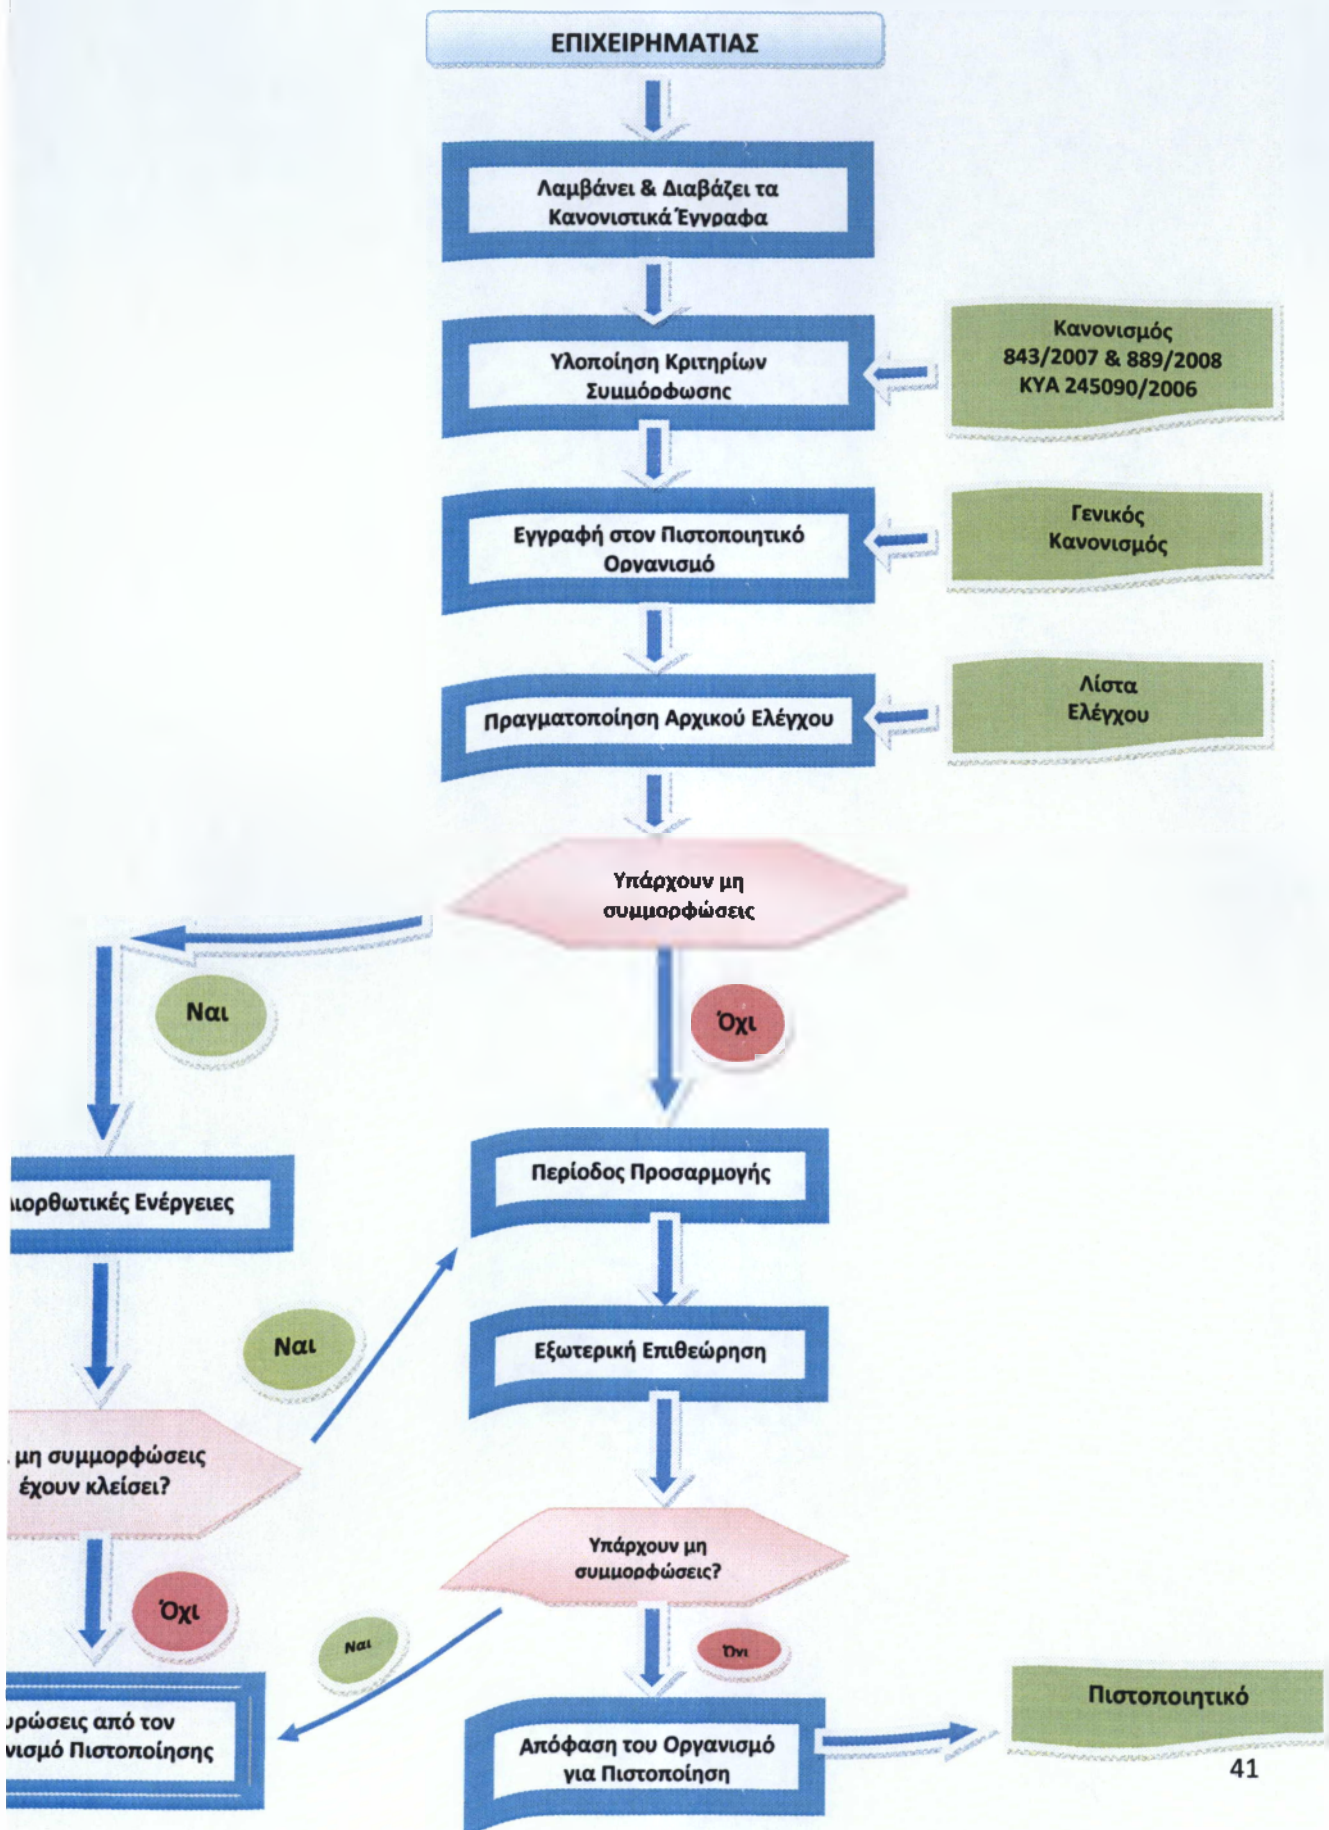 ΕΠΙΧΕΙΡΗΜΑΤΙΑΣ
Λαμβάνει & Διαβάζει τα
Κανονιστικά Έγγραφα
Υλοποίηση Κριτηρίων
Συμμόρφωσης
Κανονισμός
843/2007 & 889/2008
ΚΥΑ 245090/2006
Εγγραφή στον Πιστοποιητικό
Οργανισμό
Γενικός
Κανονισμός
Πραγματοποίηση Αρχικού Ελέγχου
Λίστα
Ελέγχου
Υπάρχουν μη
συμμορφώσεις
Ναι
Όχι
Περίοδος Προσαρμογής
ιορθωτικές Ενέργειες
Ναι
Εξωτερική Επιθεώρηση
μη συμμορφώσεις
έχουν κλείσει?
Υπάρχουν μη
συμμορφώσεις?
Όχι
Ναι
Όχι
υρώσεις από τον
νισμό Πιστοποίησης
Απόφαση του Οργανισμό
για Πιστοποίηση
Πιστοποιητικό
41